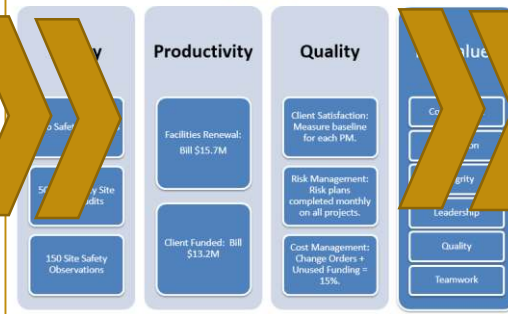 Productivity
Facilities Renewal:
Bill $15.7M
Client Funded: Bill
$13.2M
Quality
Client Satisfaction:
Measure baseline
for each PM.
Risk Management:
Risk plans
completed monthly
on all projects.
Cost Management:
Change Orders +
Unused Funding =
15%.
150 Site Safety
Observations
Leadership
Quality
Teamwork